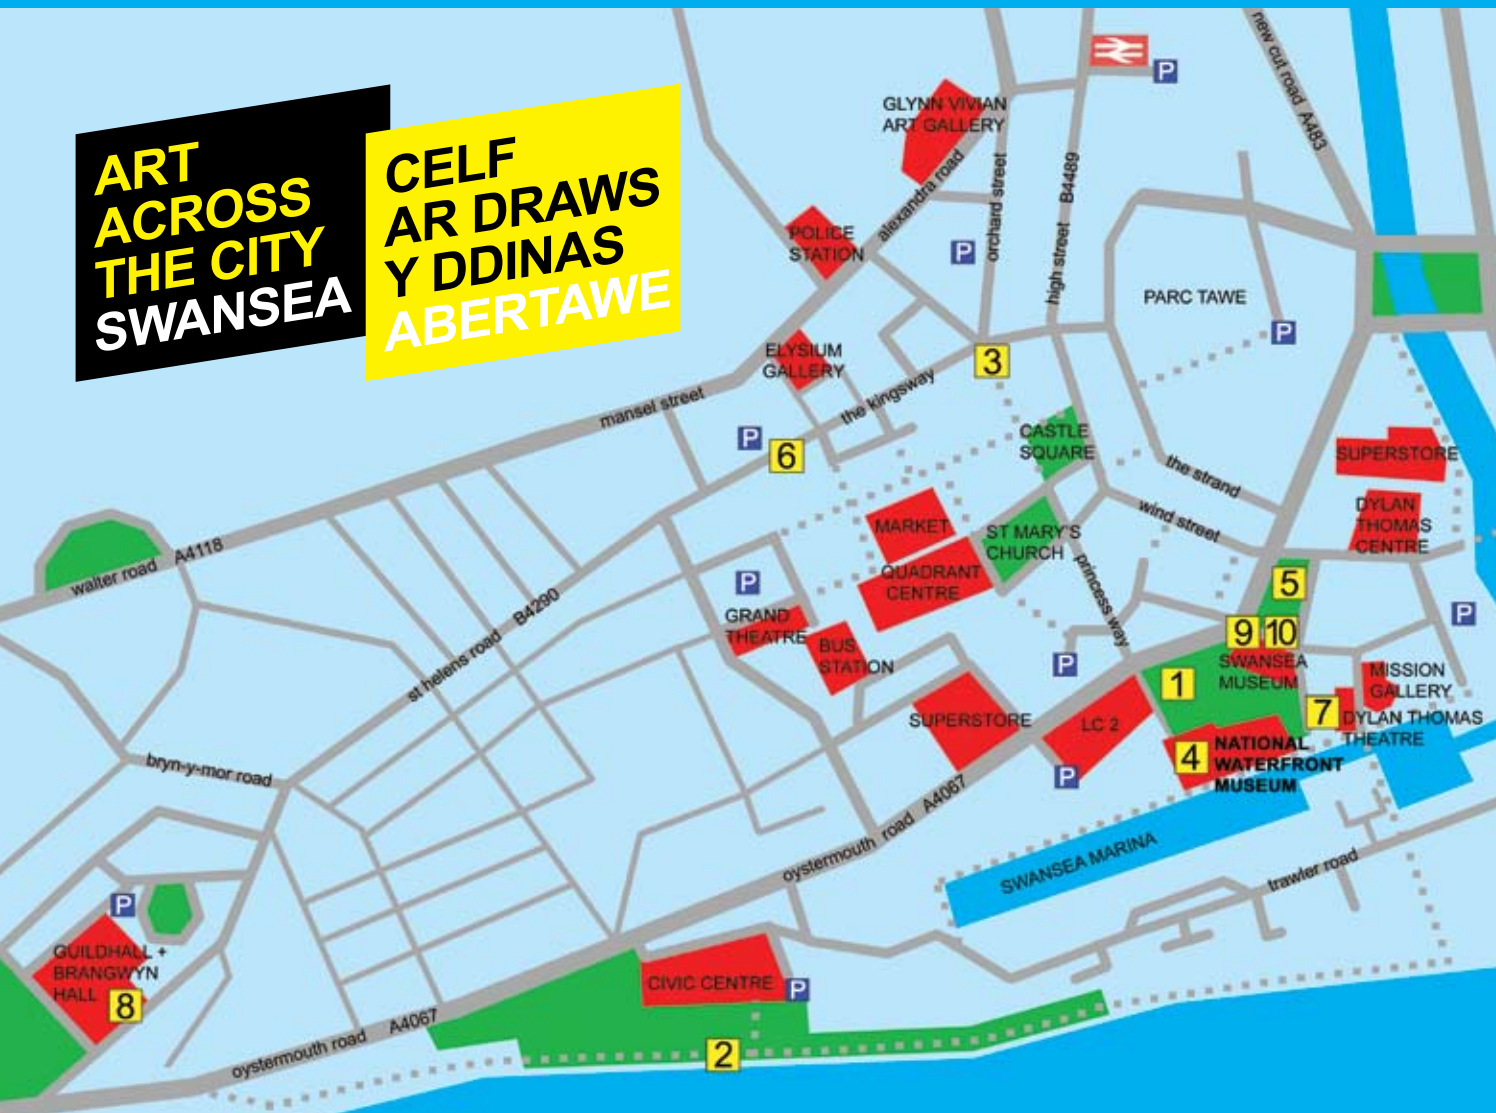 ART
ACROSS
THE CITY
SWANSEA
CELF
AR DRAWS
Y DDINAS
ABERTAWE
new cut road A483
P
GLYNN VIVIAN
ART GALLERY
alexandra road
orchard street
high street B4489
POLICE
STATION
P
PARC TAWE
P
ELYSIUM
GALLERY
3
the kingsway
mansel street
P
6
CASTLE
SQUARE
SUPERSTORE
the strand
wind street
DYLAN
THOMAS
CENTRE
MARKET
ST MARY'S
CHURCH
QUADRANT
CENTRE
princess way
walter road A4118
st helens road B4290
P
GRAND
THEATRE
BUS
STATION
5
9
10
P
SWANSEA
MUSEUM
P
1
MISSION
GALLERY
7
DYLAN THOMAS
THEATRE
SUPERSTORE
LC 2
P
4
NATIONAL
WATERFRONT
MUSEUM
bryn-y-mor road
oystermouth road A4067
SWANSEA MARINA
trawler road
P
GUILDHALL +
BRANGWYN
HALL
8
CIVIC CENTRE
P
oystermouth road A4067
2